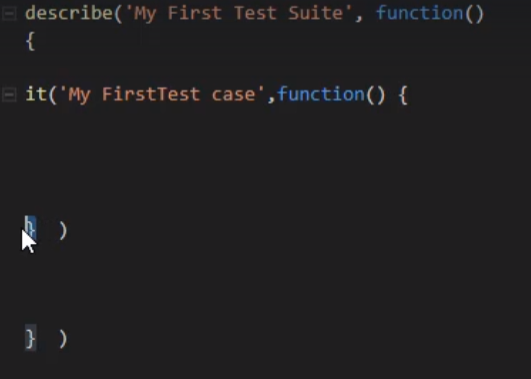 describe('My First Test Suite', function()
{
it('My FirstTest case',function() {
} )
} )